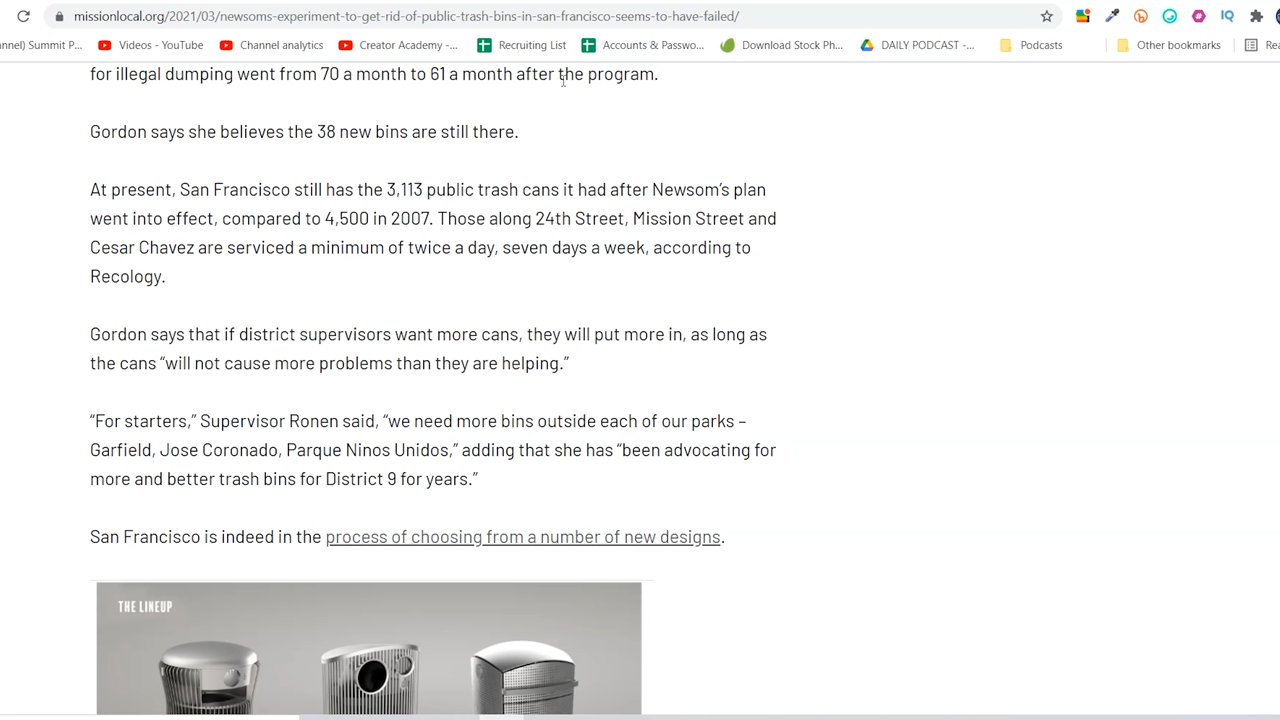 missionlocal.org/2021/03/newsoms-experiment-to-get-rid-of-public-trash-bins-in-san-francisco-seems-to-have-failed/
IQ
nnel) Summit P... Videos - YouTube Channel analytics Creator Academy -... Recruiting List Accounts & Passwo... Download Stock Ph... DAILY PODCAST -... Podcasts Other bookmarks Rea
for illegal dumping went from 70 a month to 61 a month after the program.
Gordon says she believes the 38 new bins are still there.
At present, San Francisco still has the 3,113 public trash cans it had after Newsom’s plan
went into effect, compared to 4,500 in 2007. Those along 24th Street, Mission Street and
Cesar Chavez are serviced a minimum of twice a day, seven days a week, according to
Recology.
Gordon says that if district supervisors want more cans, they will put more in, as long as
the cans “will not cause more problems than they are helping.”
“For starters,” Supervisor Ronen said, “we need more bins outside each of our parks –
Garfield, Jose Coronado, Parque Ninos Unidos,” adding that she has “been advocating for
more and better trash bins for District 9 for years.”
San Francisco is indeed in the process of choosing from a number of new designs.
THE LINEUP